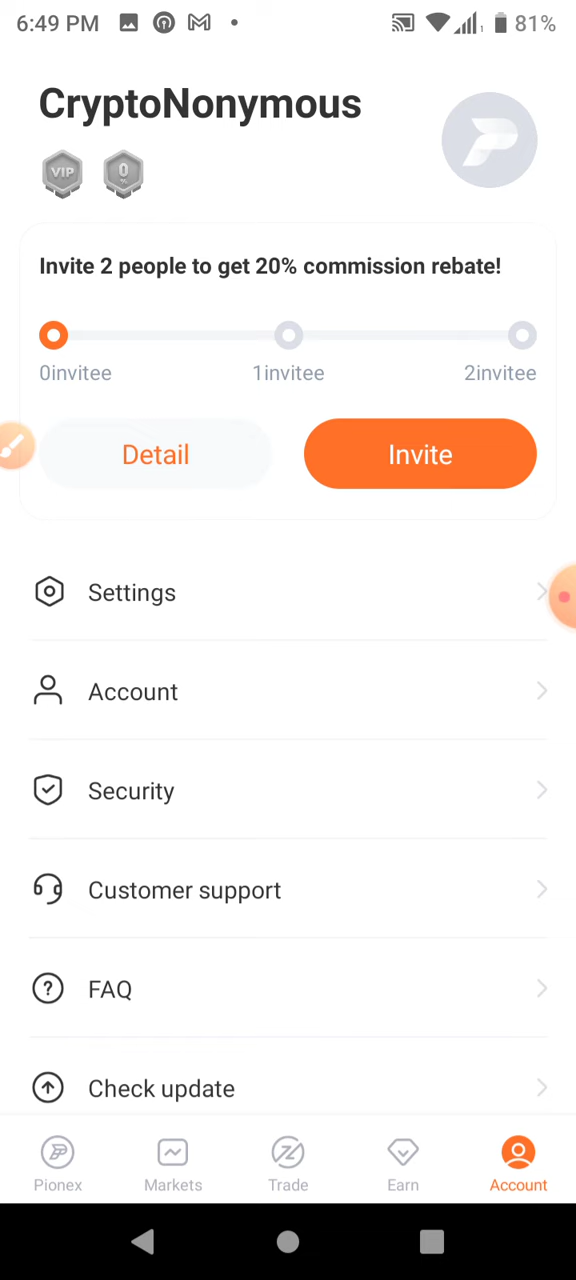 6:49 PM 81%
CryptoNonymous
VIP 0 %
Invite 2 people to get 20% commission rebate!
0invitee 1invitee 2invitee
Detail Invite
Settings
Account
Security
Customer support
FAQ
Check update
Pionex Markets Trade Earn Account